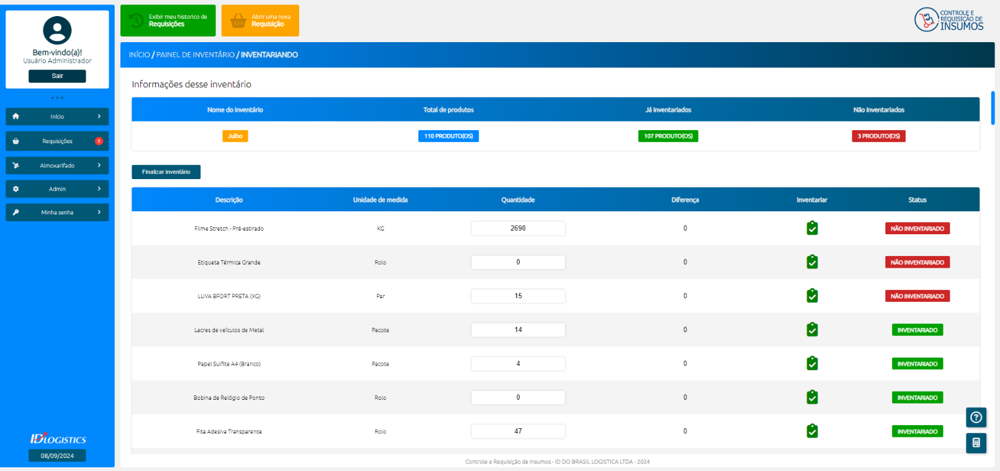 Bem-vindo(a)!
Usuário Administrador
Sair
Início
Requisições 5
Almoxarifado
Admin
Minha senha
ID LOGISTICS
08/09/2024
Exibir meu historico de
Requisições
Abrir uma nova
Requisição
CONTROLE E
REQUISIÇÃO DE
INSUMOS
INÍCIO / PAINEL DE INVENTÁRIO / INVENTARIANDO
Informações desse inventário
Nome do inventário Total de produtos Já inventariados Não inventariados
Julho 110 PRODUTO(OS) 107 PRODUTO(OS) 3 PRODUTO(OS)
Finalizar inventário
Descrição Unidade de medida Quantidade Diferença Inventariar Status
Filme Stretch - Pré-estirado KG 2690 0 NÃO INVENTARIADO
Etiqueta Térmica Grande Rolo 0 0 NÃO INVENTARIADO
LUVA BFORT PRETA (XG) Par 15 0 NÃO INVENTARIADO
Lacres de veículos de Metal Pacote 14 0 INVENTARIADO
Papel Sulfite A4 (Branco) Pacote 4 0 INVENTARIADO
Bobina de Relógio de Ponto Rolo 0 0 INVENTARIADO
Fita Adesiva Transparente Rolo 47 0 INVENTARIADO
Controle e Requisição de Insumos - ID DO BRASIL LOGISTICA LTDA - 2024